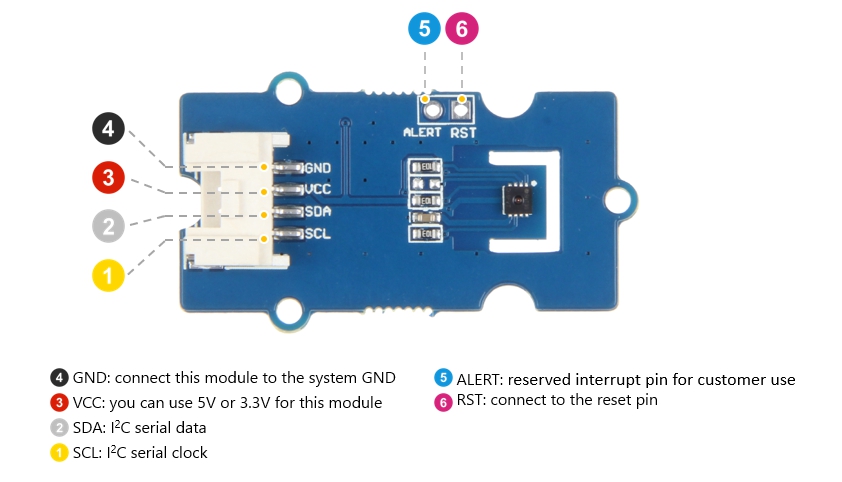 5 6
4
3
2
1
ALERT RST
GND
VCC
SDA
SCL
4 GND: connect this module to the system GND
3 VCC: you can use 5V or 3.3V for this module
2 SDA: I²C serial data
1 SCL: I²C serial clock
5 ALERT: reserved interrupt pin for customer use
6 RST: connect to the reset pin